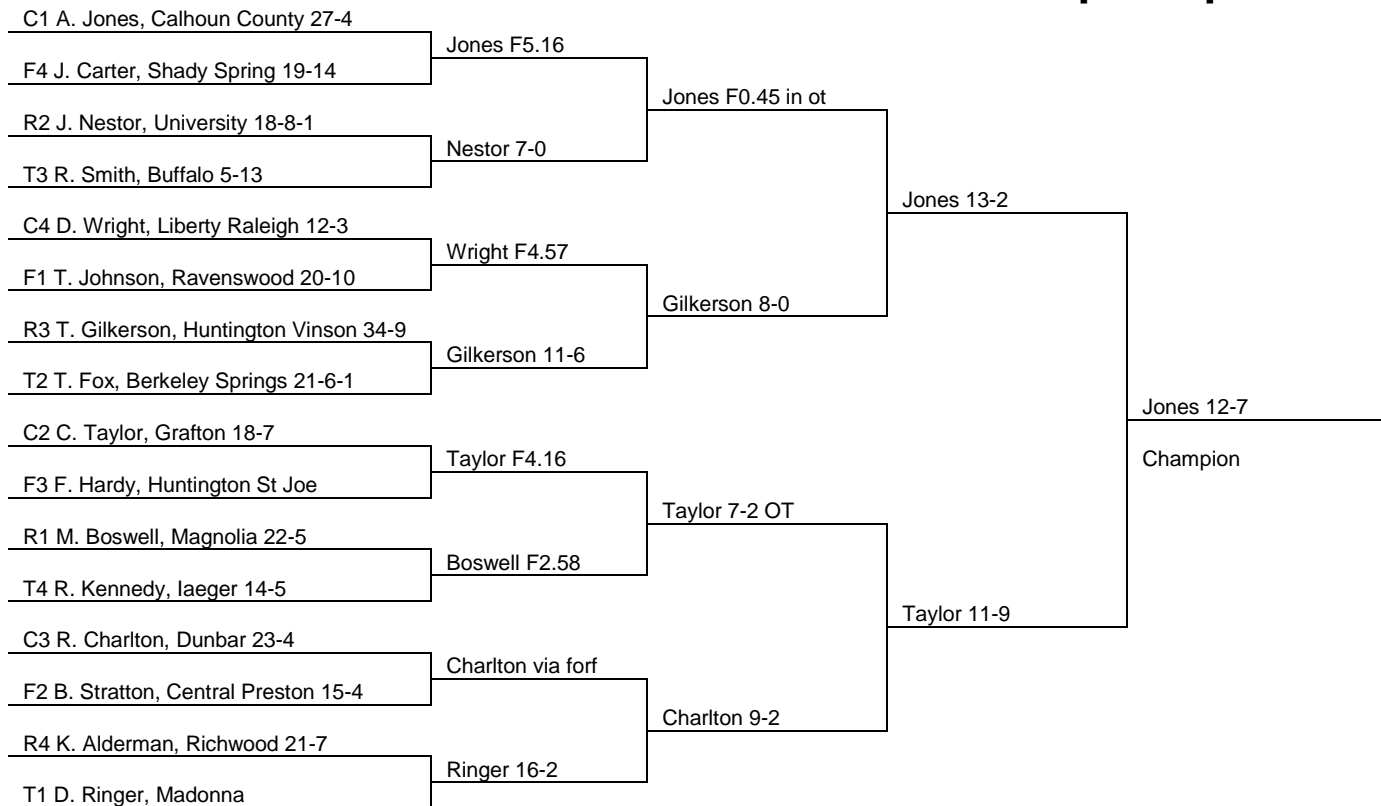 C1 A. Jones, Calhoun County 27-4
Jones F5.16
F4 J. Carter, Shady Spring 19-14
Jones F0.45 in ot
R2 J. Nestor, University 18-8-1
Nestor 7-0
T3 R. Smith, Buffalo 5-13
Jones 13-2
C4 D. Wright, Liberty Raleigh 12-3
Wright F4.57
F1 T. Johnson, Ravenswood 20-10
Gilkerson 8-0
R3 T. Gilkerson, Huntington Vinson 34-9
Gilkerson 11-6
T2 T. Fox, Berkeley Springs 21-6-1
Jones 12-7
C2 C. Taylor, Grafton 18-7
Taylor F4.16
Champion
F3 F. Hardy, Huntington St Joe
Taylor 7-2 OT
R1 M. Boswell, Magnolia 22-5
Boswell F2.58
T4 R. Kennedy, Iaeger 14-5
Taylor 11-9
C3 R. Charlton, Dunbar 23-4
Charlton via forf
F2 B. Stratton, Central Preston 15-4
Charlton 9-2
R4 K. Alderman, Richwood 21-7
Ringer 16-2
T1 D. Ringer, Madonna